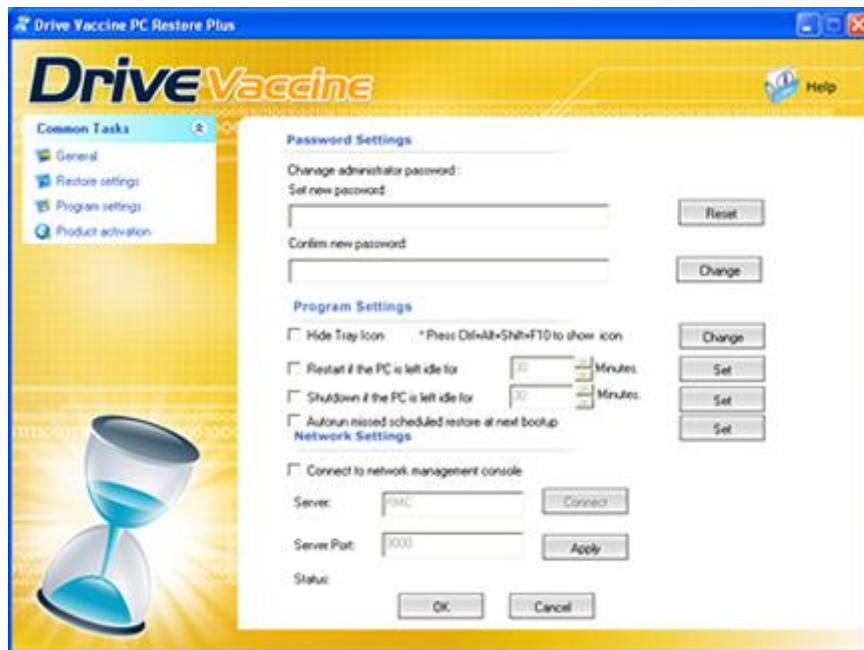 Drive Vaccine PC Restore Plus
Drive Vaccine
Help
Common Tasks
General
Restore settings
Program settings
Product activation
Password Settings
Chanage administrator password :
Set new password:
Reset
Confirm new password:
Change
Program Settings
Hide Tray Icon * Press Ctrl+Alt+Shift+F10 to show icon Change
Restart if the PC is left idle for 30 Minutes. Set
Shutdown if the PC is left idle for 30 Minutes. Set
Autorun missed scheduled restore at next bootup Set
Network Settings
Connect to network management console
Server: RMC Connect
Server Port: Apply
Status:
OK Cancel